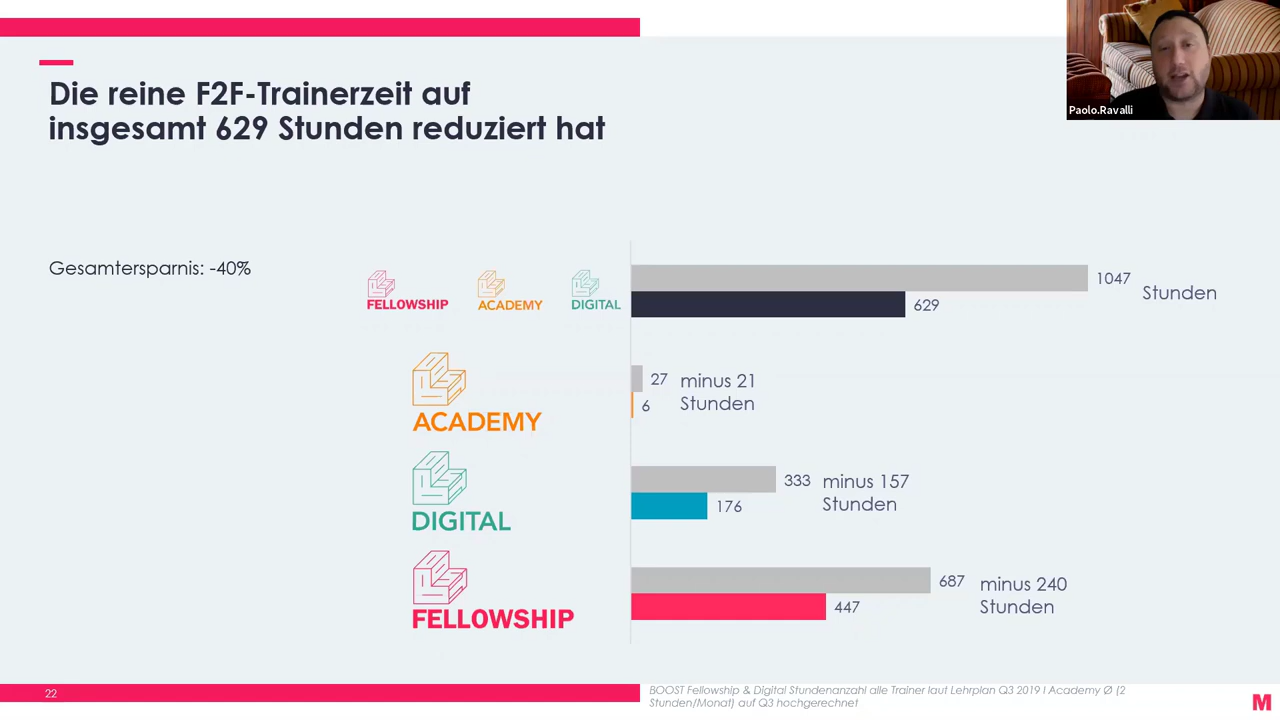 Paolo.Ravalli
Die reine F2F-Trainerzeit auf
insgesamt 629 Stunden reduziert hat
Gesamtersparnis: -40%
FELLOWSHIP
ACADEMY
DIGITAL
1047
629
Stunden
ACADEMY
27
6
minus 21
Stunden
DIGITAL
333
176
minus 157
Stunden
FELLOWSHIP
687
447
minus 240
Stunden
22
BOOST Fellowship & Digital Stundenanzahl alle Trainer laut Lehrplan Q3 2019 I Academy Ø (2
Stunden/Monat) auf Q3 hochgerechnet
M